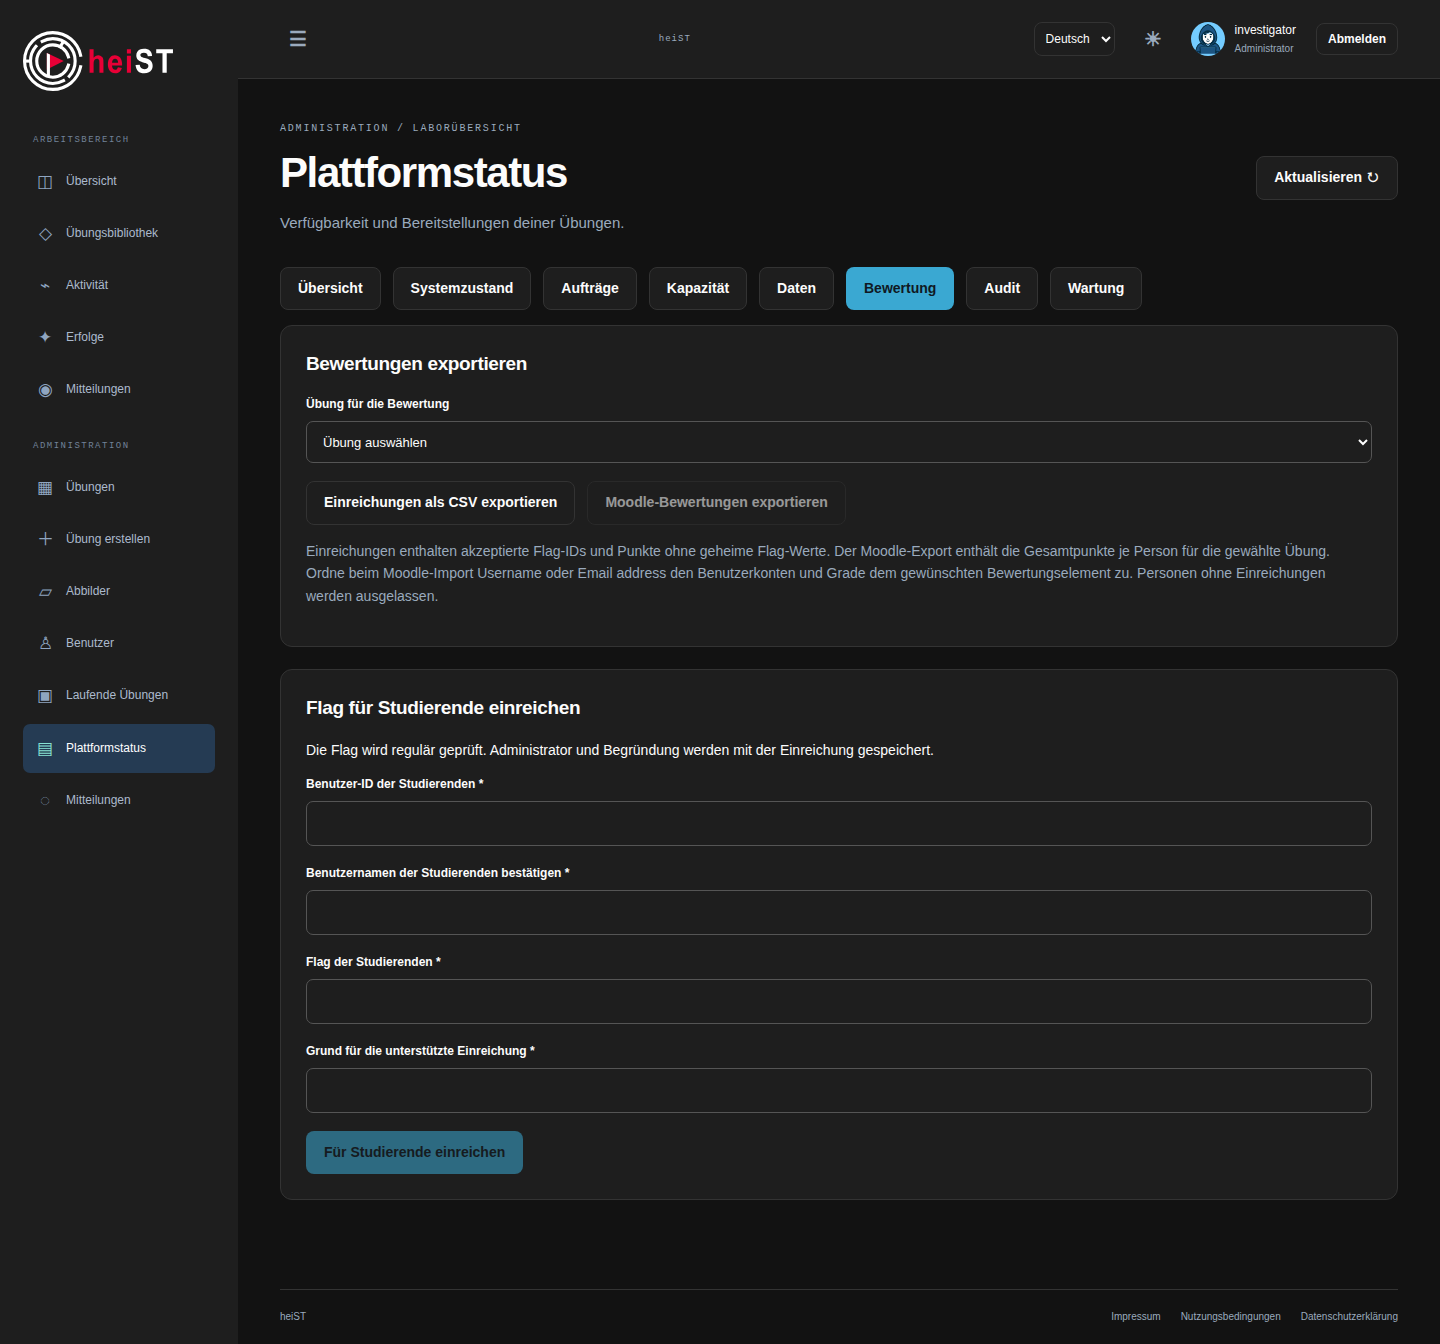 heiST
ARBEITSBEREICH
Übersicht
Übungsbibliothek
Aktivität
Erfolge
Mitteilungen
ADMINISTRATION
Übungen
Übung erstellen
Abbilder
Benutzer
Laufende Übungen
Plattformstatus
Mitteilungen
heiST
Deutsch
investigator
Administrator
Abmelden
ADMINISTRATION / LABORÜBERSICHT
Plattformstatus
Aktualisieren ↻
Verfügbarkeit und Bereitstellungen deiner Übungen.
Übersicht Systemzustand Aufträge Kapazität Daten Bewertung Audit Wartung
Bewertungen exportieren
Übung für die Bewertung
Übung auswählen
Einreichungen als CSV exportieren Moodle-Bewertungen exportieren
Einreichungen enthalten akzeptierte Flag-IDs und Punkte ohne geheime Flag-Werte. Der Moodle-Export enthält die Gesamtpunkte je Person für die gewählte Übung.
Ordne beim Moodle-Import Username oder Email address den Benutzerkonten und Grade dem gewünschten Bewertungselement zu. Personen ohne Einreichungen
werden ausgelassen.
Flag für Studierende einreichen
Die Flag wird regulär geprüft. Administrator und Begründung werden mit der Einreichung gespeichert.
Benutzer-ID der Studierenden *
Benutzernamen der Studierenden bestätigen *
Flag der Studierenden *
Grund für die unterstützte Einreichung *
Für Studierende einreichen
heiST
Impressum Nutzungsbedingungen Datenschutzerklärung